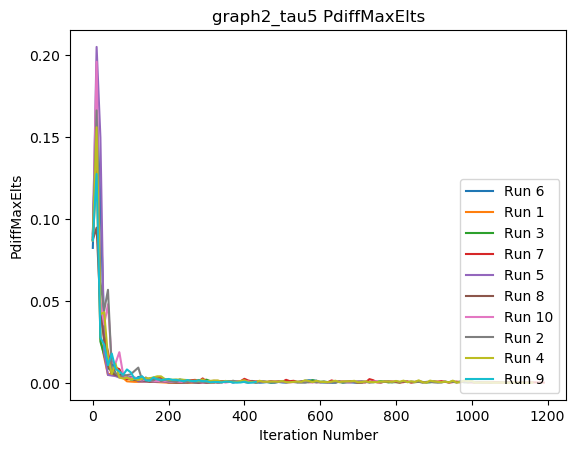 graph2_tau5 PdiffMaxElts
PdiffMaxElts
0.20
0.15
0.10
0.05
0.00
Run 6
Run 1
Run 3
Run 7
Run 5
Run 8
Run 10
Run 2
Run 4
Run 9
0 200 400 600 800 1000 1200
Iteration Number